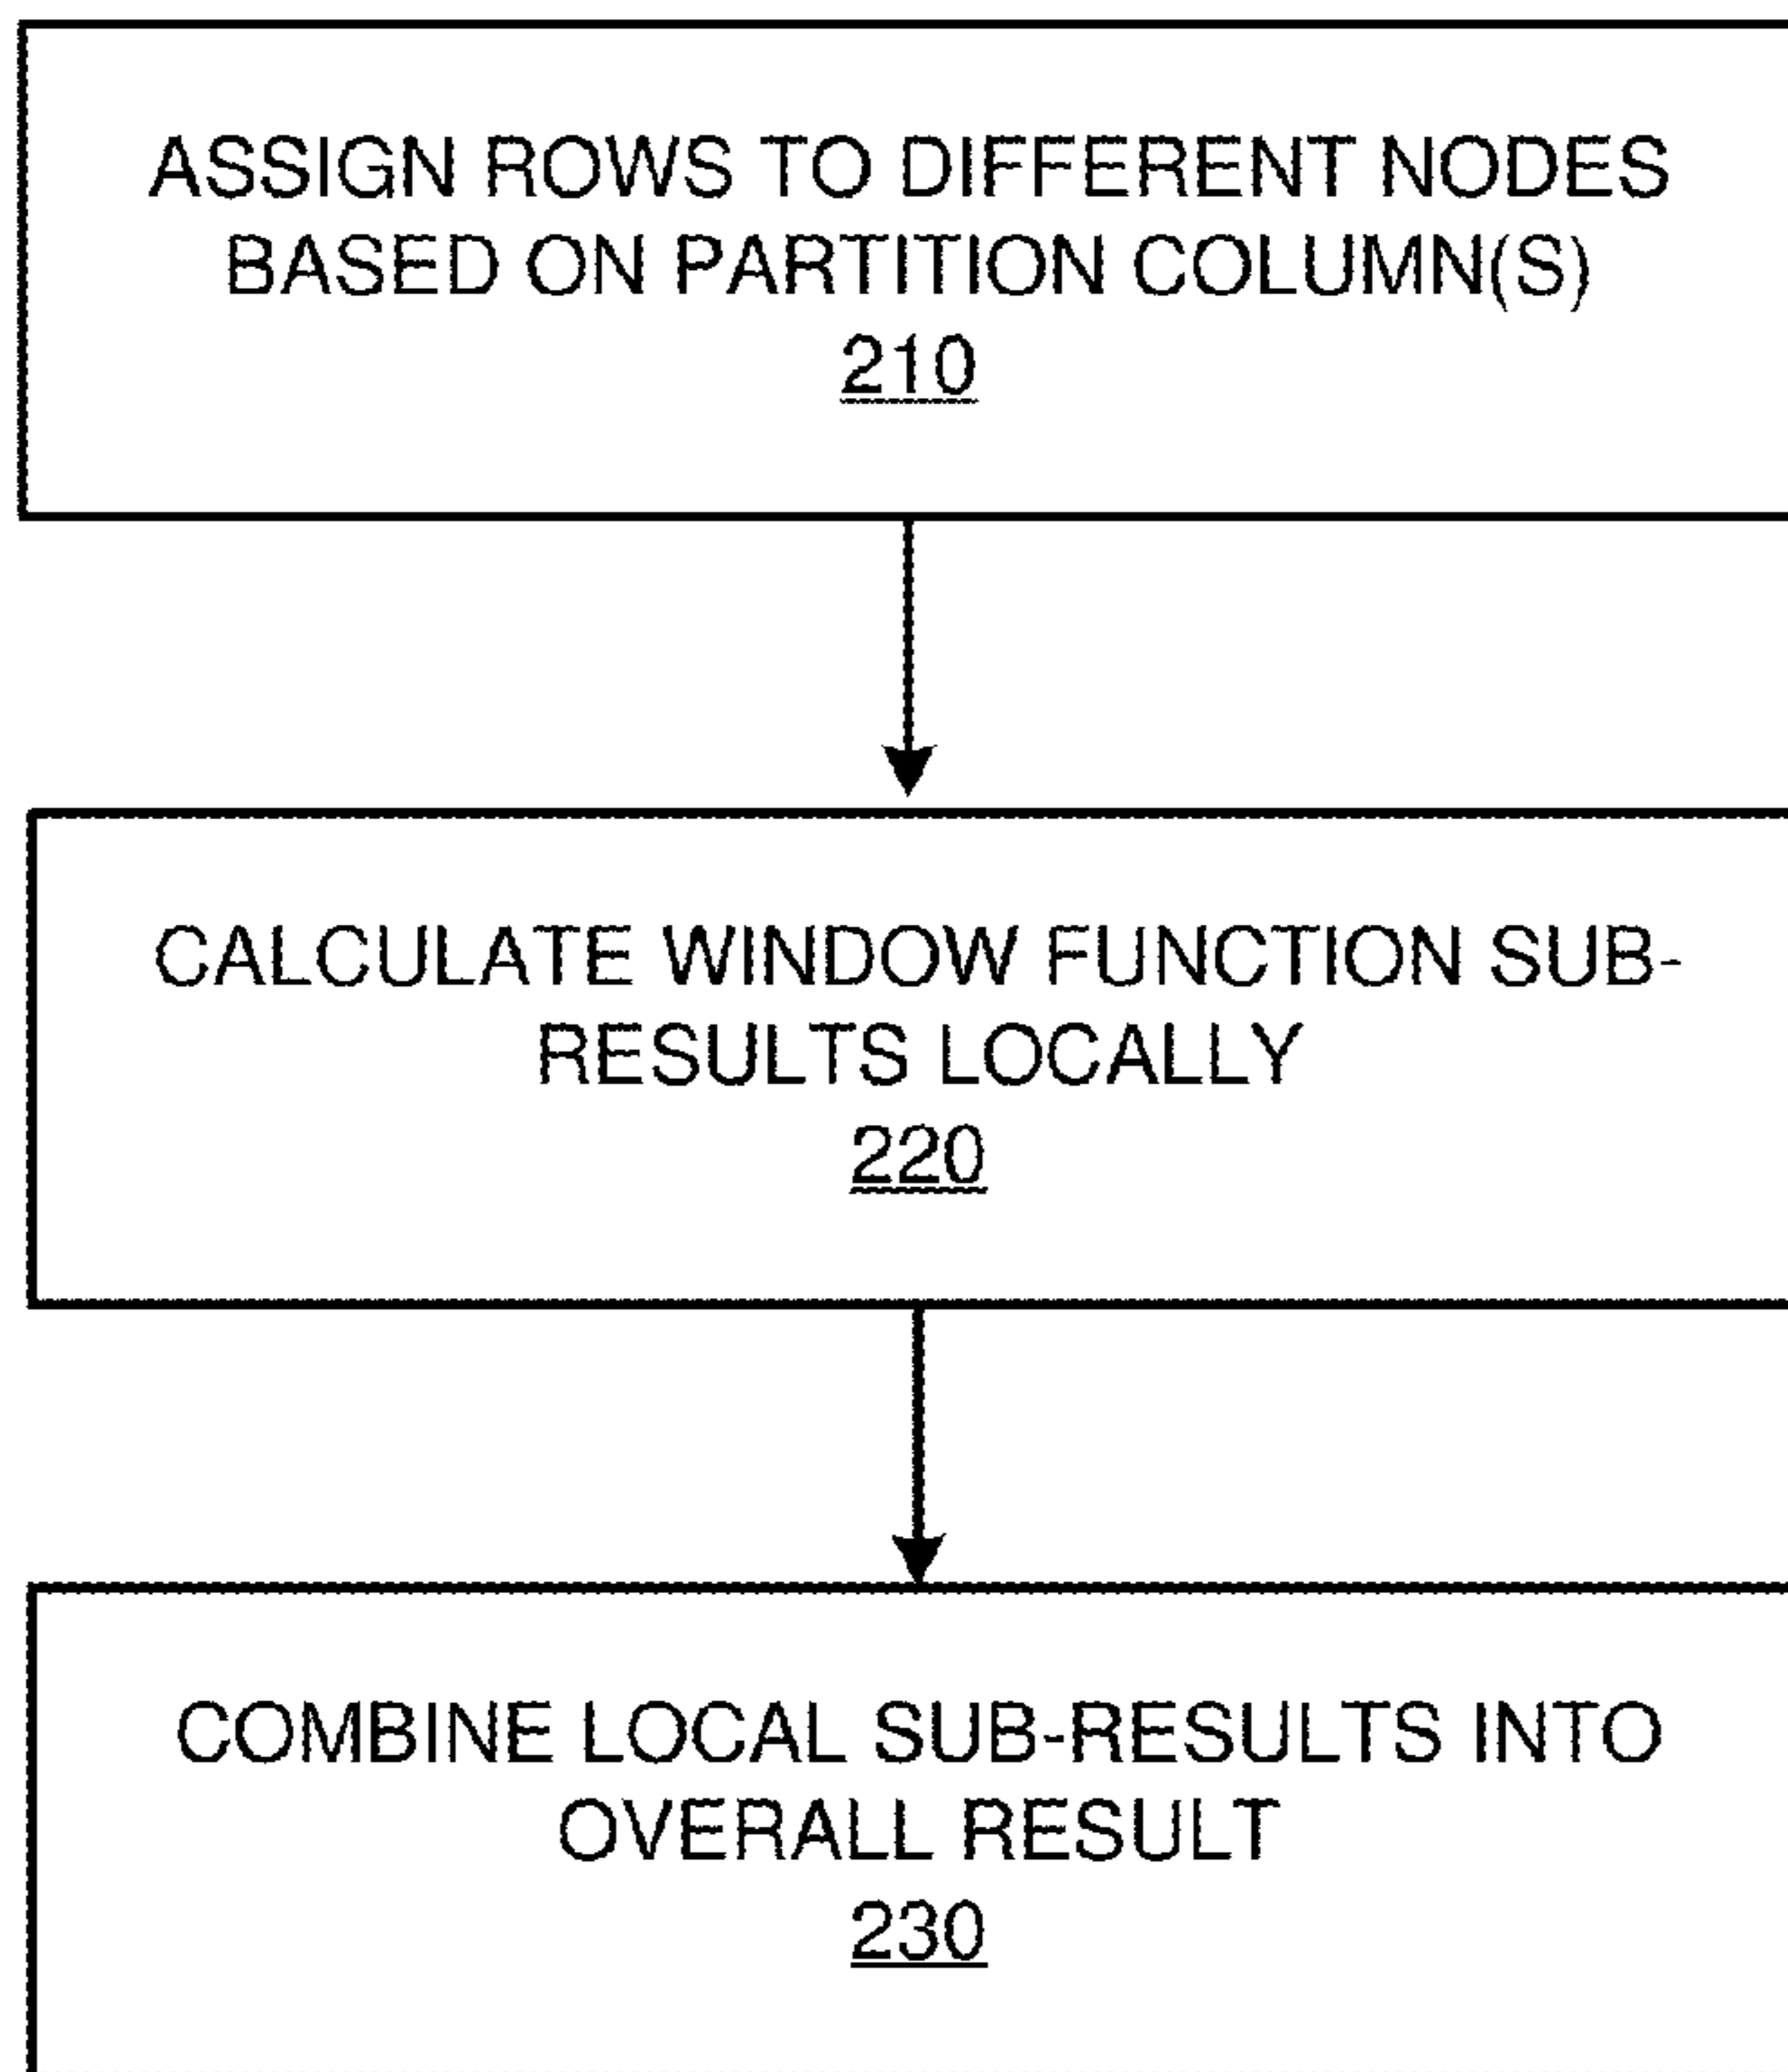 ASSIGN ROWS TO DIFFERENT NODES
BASED ON PARTITION COLUMN(S)
210
CALCULATE WINDOW FUNCTION SUB-
RESULTS LOCALLY
220
COMBINE LOCAL SUB-RESULTS INTO
OVERALL RESULT
230